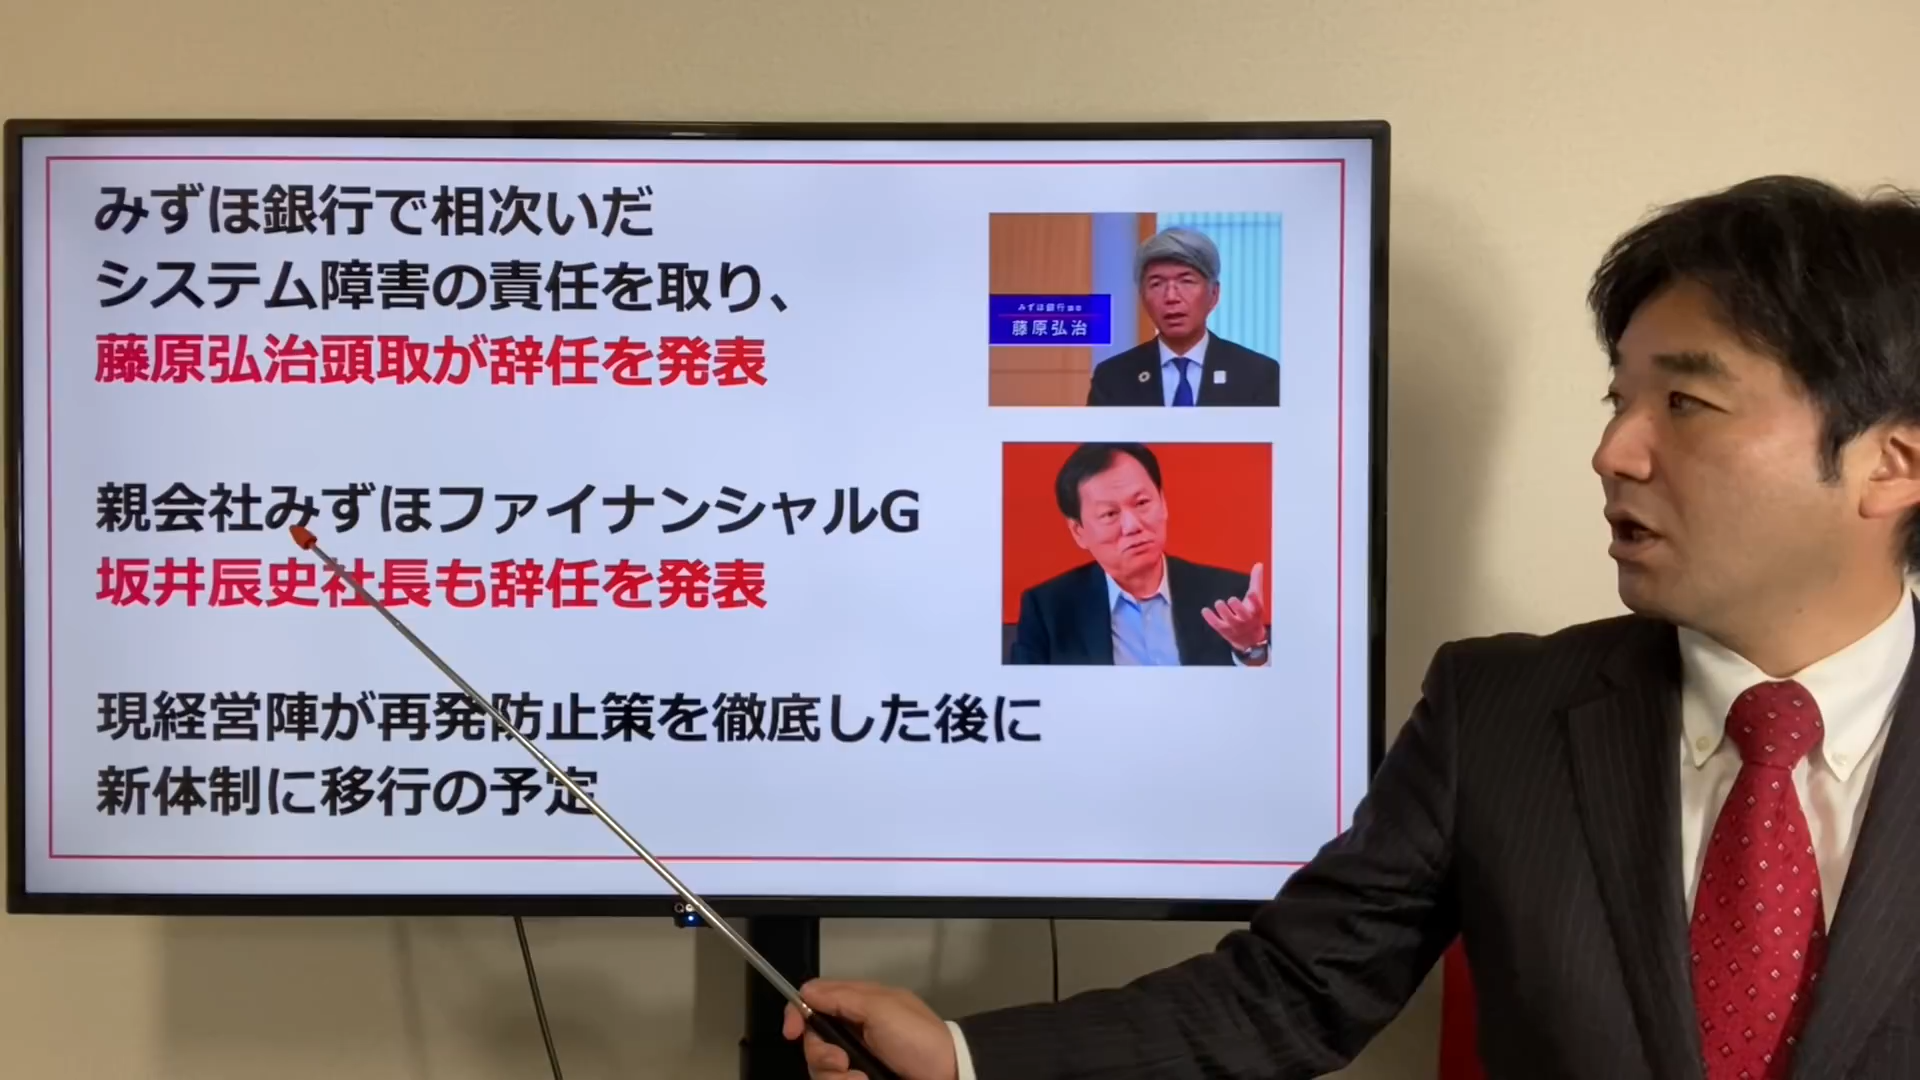 みずほ銀行で相次いだ
システム障害の責任を取り、
藤原弘治頭取が辞任を発表
みずほ銀行
藤原弘治
親会社みずほファイナンシャルG
坂井辰史社長も辞任を発表
現経営陣が再発防止策を徹底した後に
新体制に移行の予定